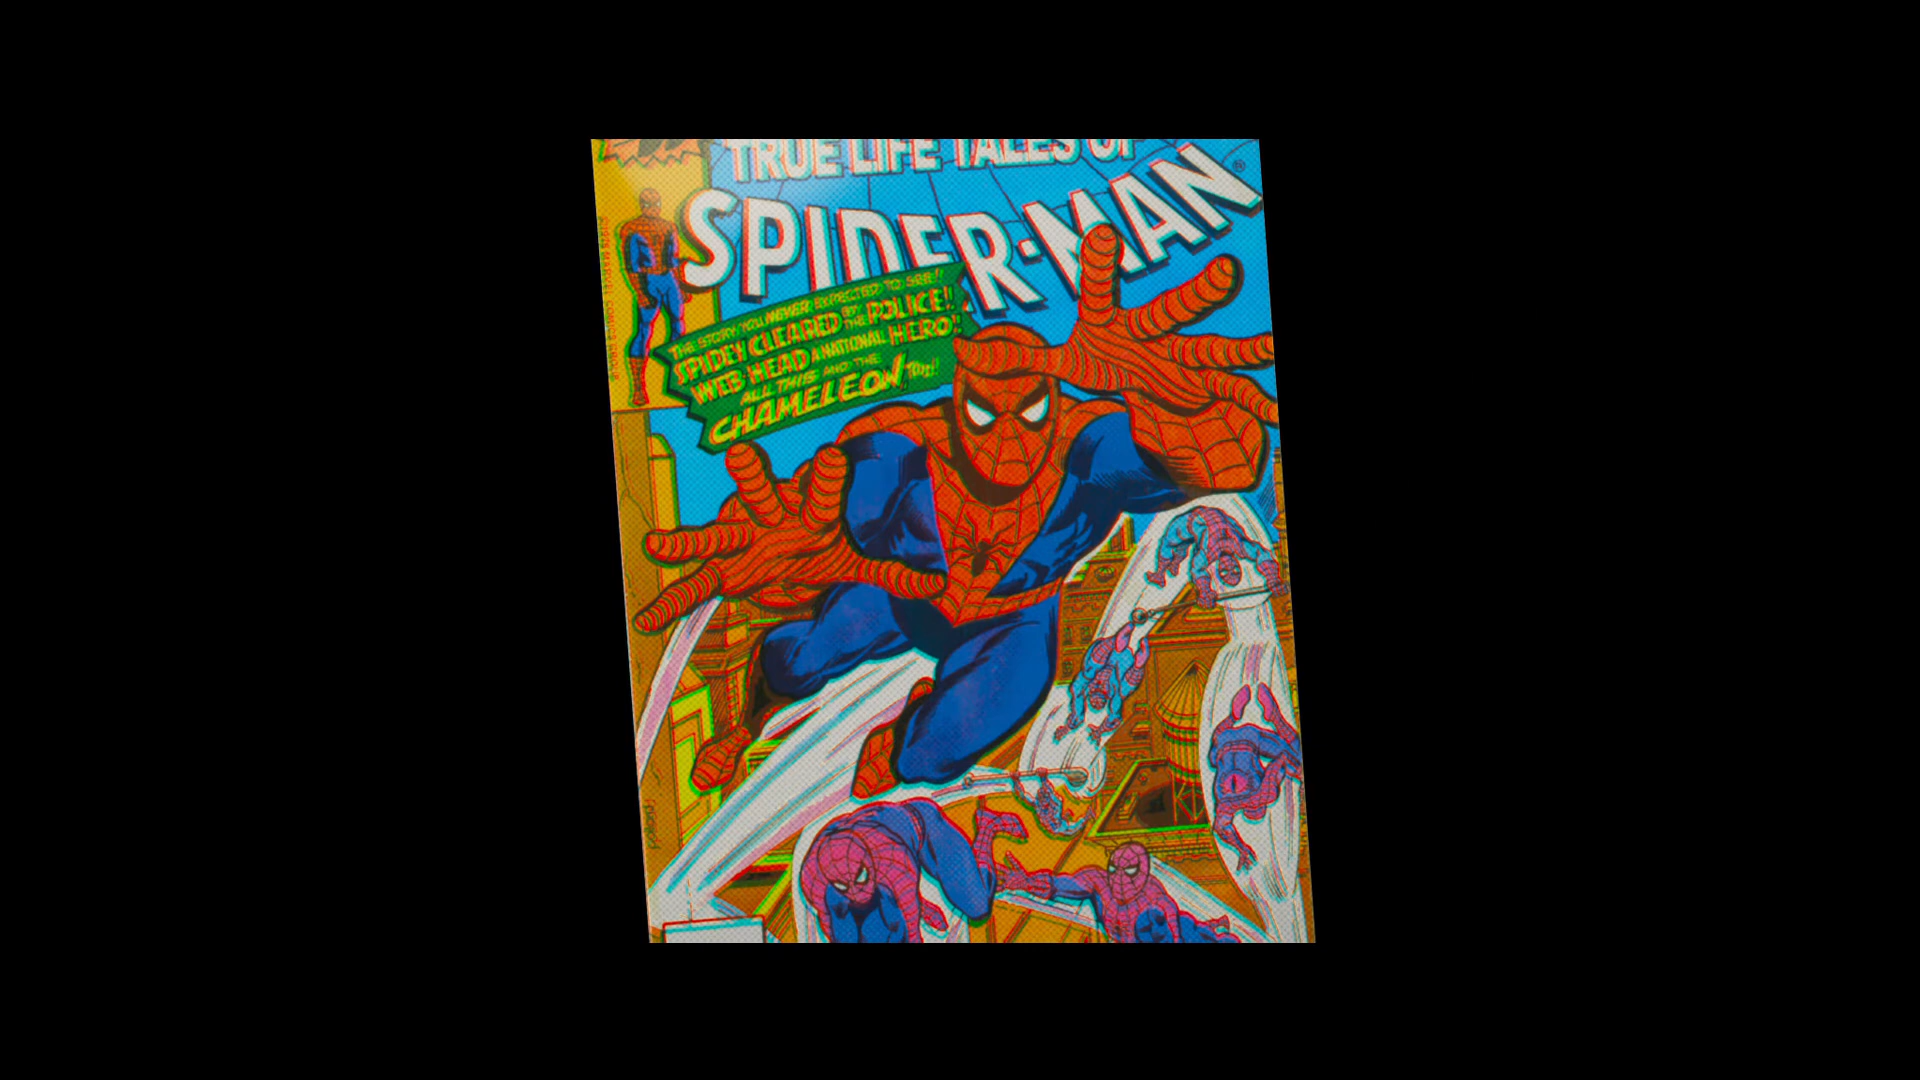 TRUE LIFE TALES OF
SPIDER-MAN
THE STORY YOU NEVER EXPECTED TO SEE!!
SPIDEY CLEARED BY THE POLICE!!
WEB-HEAD A NATIONAL HERO!!
ALL THIS AND THE
CHAMELEON, TOO!!